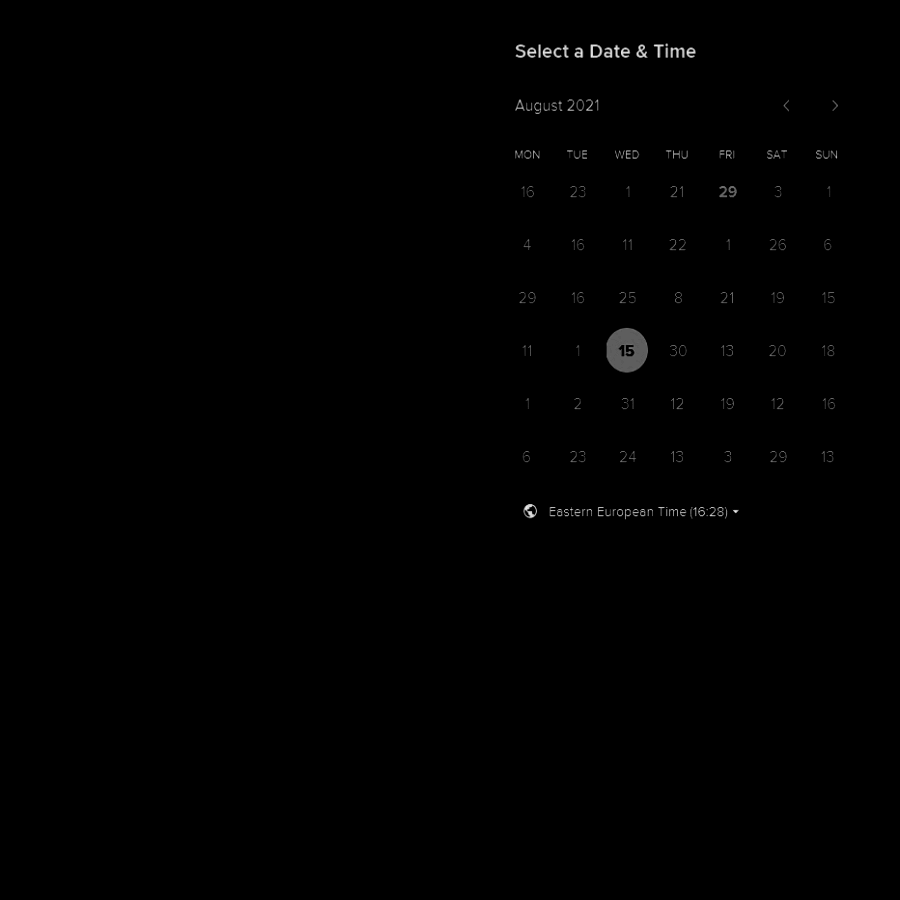 Select a Date & Time
August 2021
MON TUE WED THU FRI SAT SUN
16 23 1 21 29 3 1
4 16 11 22 1 26 6
29 16 25 8 21 19 15
11 1 15 30 13 20 18
1 2 31 12 19 12 16
6 23 24 13 3 29 13
Eastern European Time (16:28)